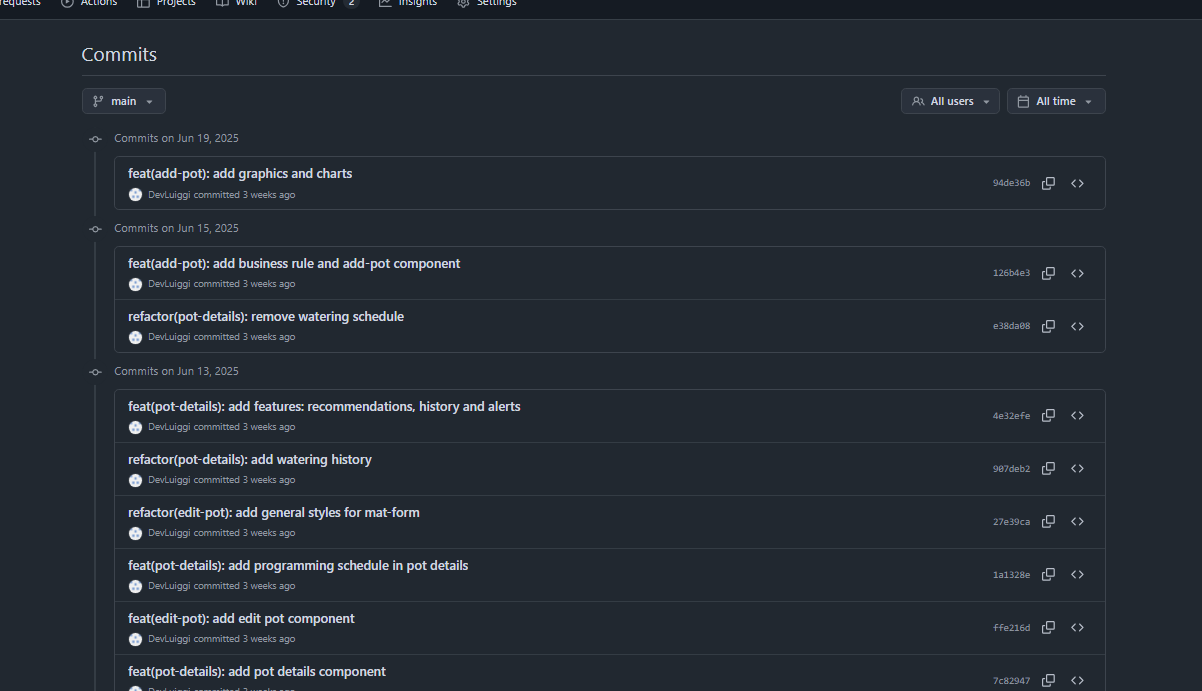 requests Actions Projects Wiki Security 2 Insights Settings
Commits
main All users All time
Commits on Jun 19, 2025
feat(add-pot): add graphics and charts
DevLuiggi committed 3 weeks ago
94de36b
Commits on Jun 15, 2025
feat(add-pot): add business rule and add-pot component
DevLuiggi committed 3 weeks ago
126b4e3
refactor(pot-details): remove watering schedule
DevLuiggi committed 3 weeks ago
e38da08
Commits on Jun 13, 2025
feat(pot-details): add features: recommendations, history and alerts
DevLuiggi committed 3 weeks ago
4e32efe
refactor(pot-details): add watering history
DevLuiggi committed 3 weeks ago
907deb2
refactor(edit-pot): add general styles for mat-form
DevLuiggi committed 3 weeks ago
27e39ca
feat(pot-details): add programming schedule in pot details
DevLuiggi committed 3 weeks ago
1a1328e
feat(edit-pot): add edit pot component
DevLuiggi committed 3 weeks ago
ffe216d
feat(pot-details): add pot details component
DevLuiggi committed 3 weeks ago
7c82947